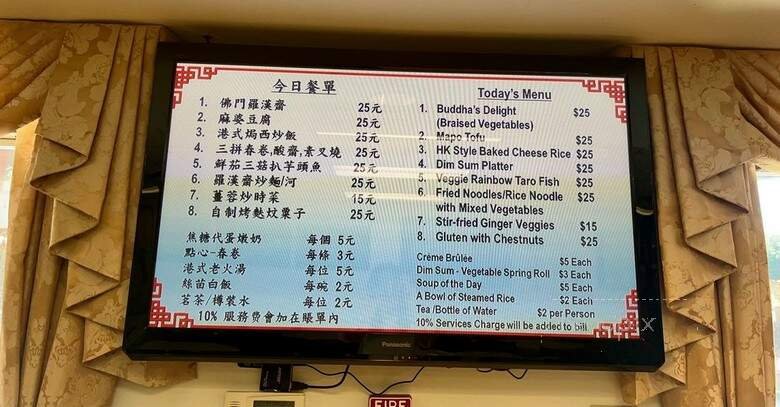 今日餐單
1. 佛門羅漢齋 25元
2. 麻婆豆腐 25元
3. 港式焗西炒飯 25元
4. 三拼春卷,酸齋,素叉燒 25元
5. 鮮茄三菇扒芋頭魚 25元
6. 羅漢齋炒麵/河 25元
7. 薑蓉炒時菜 15元
8. 自制烤麩炆粟子 25元
焦糖代蛋燉奶 每個 5元
點心-春卷 每條 3元
港式老火湯 每位 5元
絲苗白飯 每碗 2元
茗茶/樽裝水 每位 2元
10% 服務费會加在賬單內
Today's Menu
1. Buddha's Delight $25
(Braised Vegetables)
2. Mapo Tofu $25
3. HK Style Baked Cheese Rice $25
4. Dim Sum Platter $25
5. Veggie Rainbow Taro Fish $25
6. Fried Noodles/Rice Noodle $25
with Mixed Vegetables
7. Stir-fried Ginger Veggies $15
8. Gluten with Chestnuts $25
Crème Brûlée $5 Each
Dim Sum - Vegetable Spring Roll $3 Each
Soup of the Day $5 Each
A Bowl of Steamed Rice $2 Each
Tea /Bottle of Water $2 per Person
10% Services Charge will be added to bill
Panasonic
FIRE